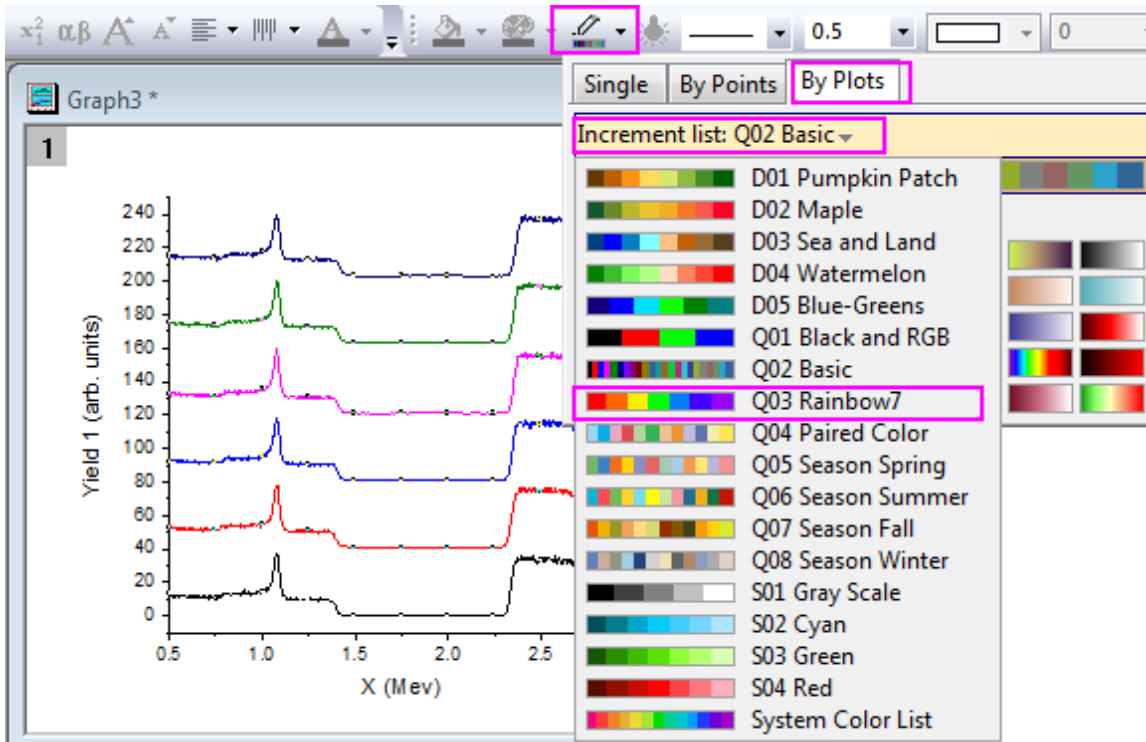 x₁² αβ A A A 0.5 0
Graph3 *
Single By Points By Plots
Increment list: Q02 Basic
1
D01 Pumpkin Patch
D02 Maple
D03 Sea and Land
D04 Watermelon
D05 Blue-Greens
Q01 Black and RGB
Q02 Basic
Q03 Rainbow7
Q04 Paired Color
Q05 Season Spring
Q06 Season Summer
Q07 Season Fall
Q08 Season Winter
S01 Gray Scale
S02 Cyan
S03 Green
S04 Red
System Color List
Yield 1 (arb. units)
240
220
200
180
160
140
120
100
80
60
40
20
0
0.5 1.0 1.5 2.0 2.5
X (Mev)